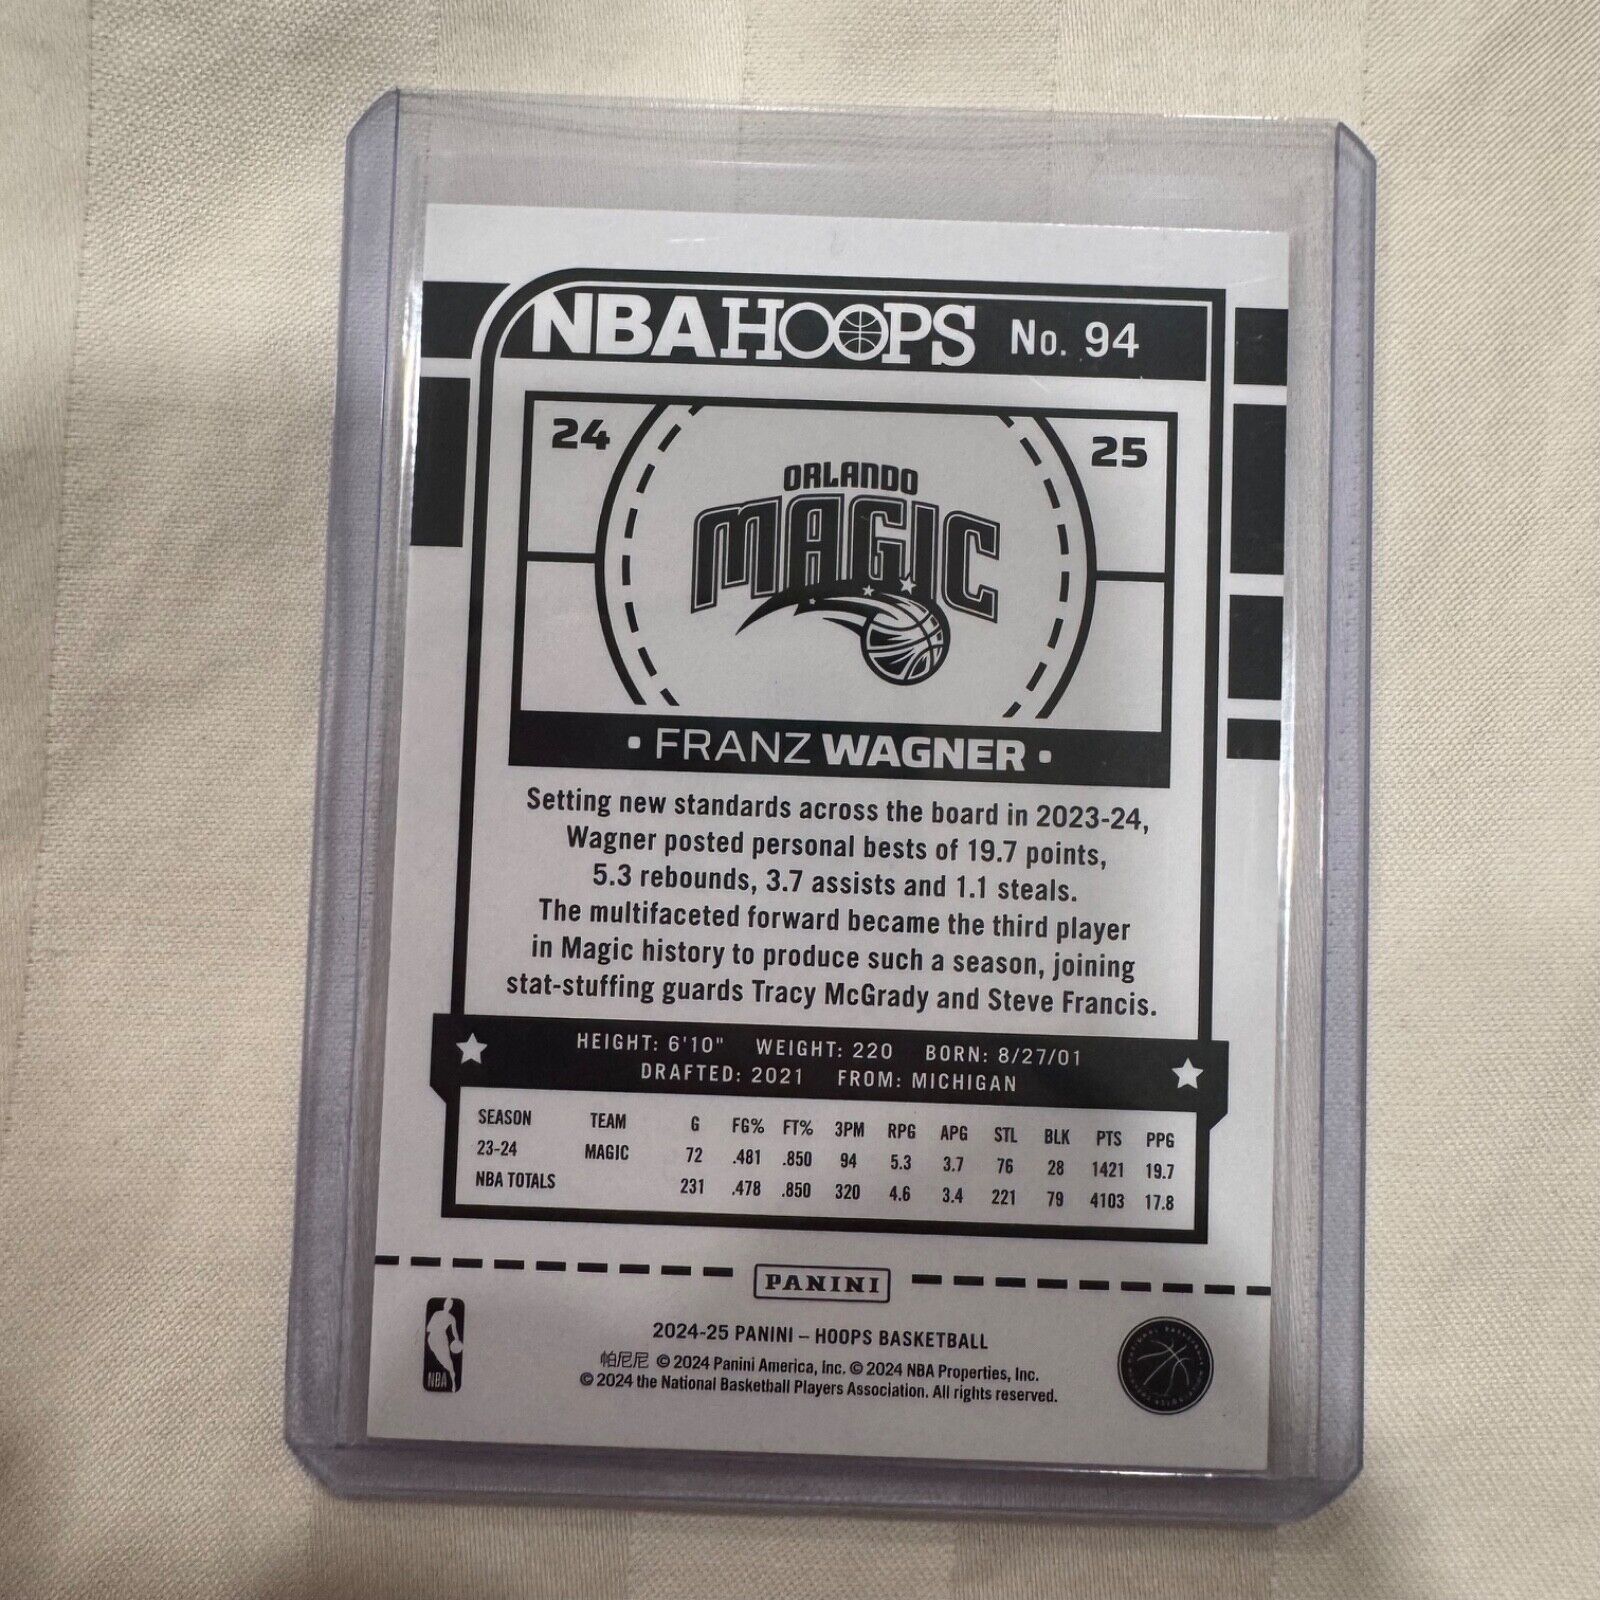 NBA HOOPS No. 94
24 25
ORLANDO
MAGIC
• FRANZ WAGNER •
Setting new standards across the board in 2023-24,
Wagner posted personal bests of 19.7 points,
5.3 rebounds, 3.7 assists and 1.1 steals.
The multifaceted forward became the third player
in Magic history to produce such a season, joining
stat-stuffing guards Tracy McGrady and Steve Francis.
HEIGHT: 6'10" WEIGHT: 220 BORN: 8/27/01
DRAFTED: 2021 FROM: MICHIGAN
SEASON TEAM G FG% FT% 3PM RPG APG STL BLK PTS PPG
23-24 MAGIC 72 .481 .850 94 5.3 3.7 76 28 1421 19.7
NBA TOTALS 231 .478 .850 320 4.6 3.4 221 79 4103 17.8
PANINI
2024-25 PANINI – HOOPS BASKETBALL
帕尼尼 © 2024 Panini America, Inc. © 2024 NBA Properties, Inc.
© 2024 the National Basketball Players Association. All rights reserved.
NBA